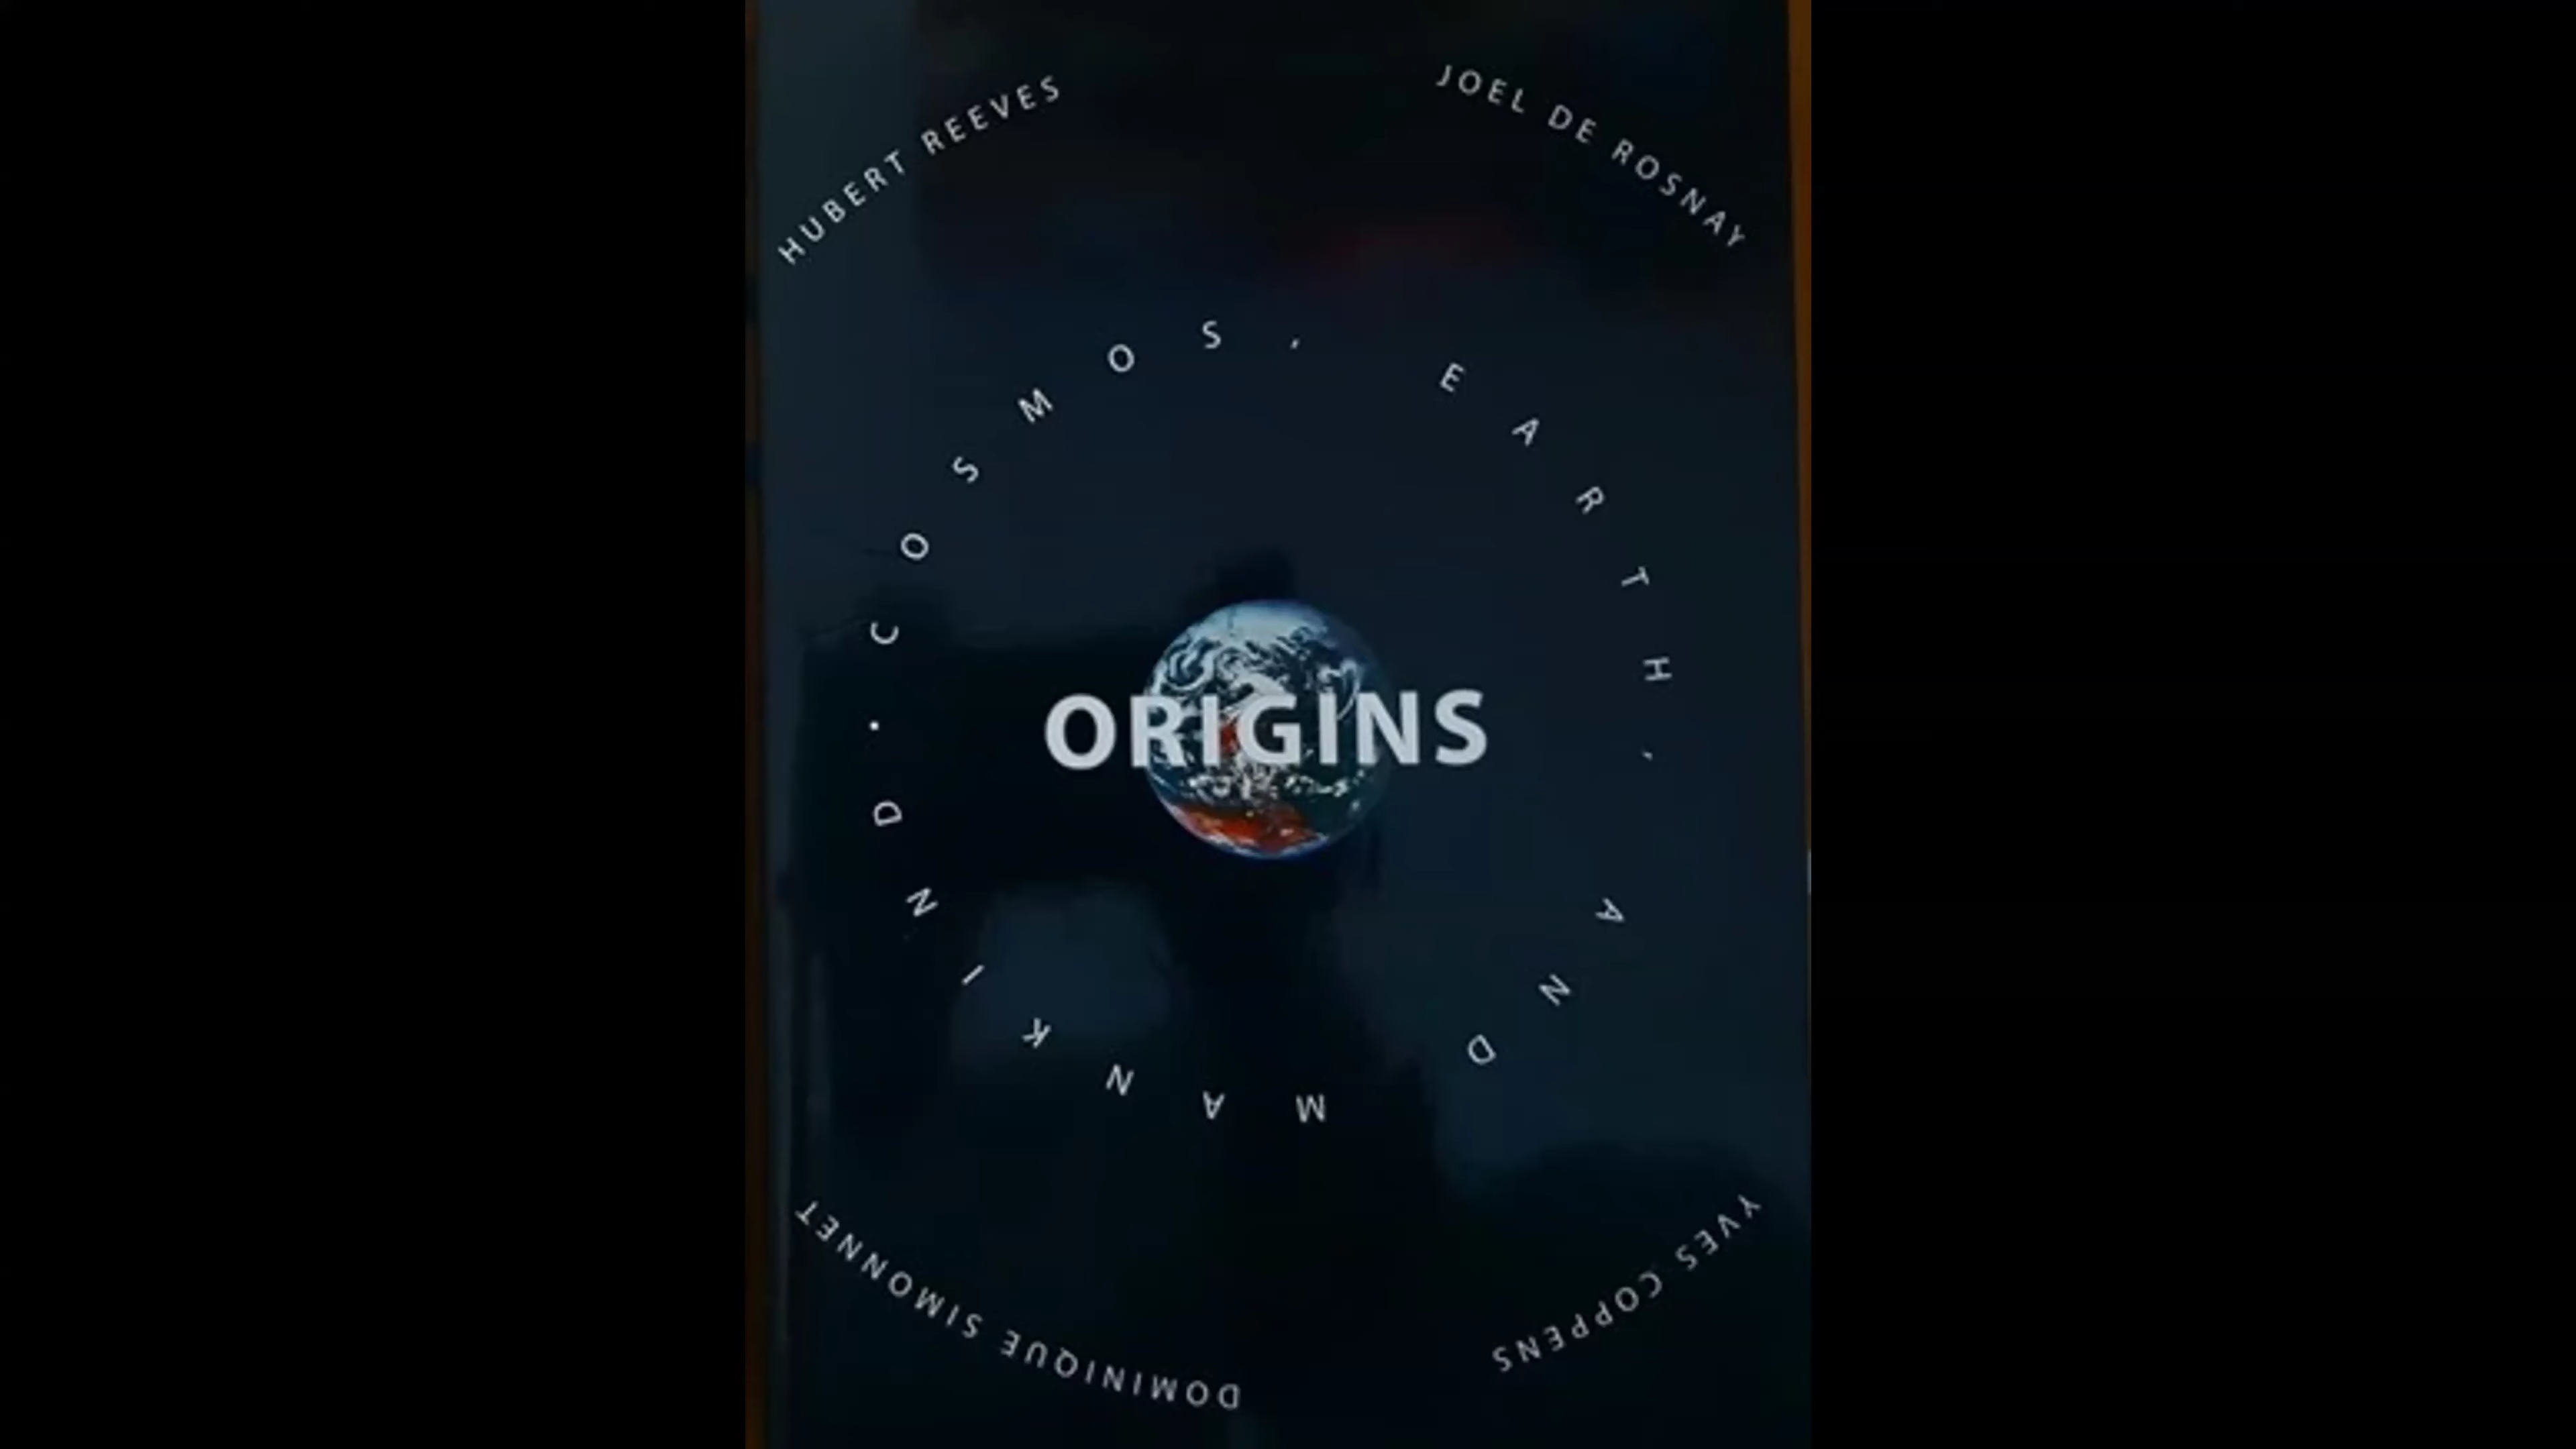 HUBERT REEVES
JOEL DE ROSNAY
COSMOS, EARTH, AND MANKIND.
ORIGINS
YVES COPPENS
DOMINIQUE SIMONNET